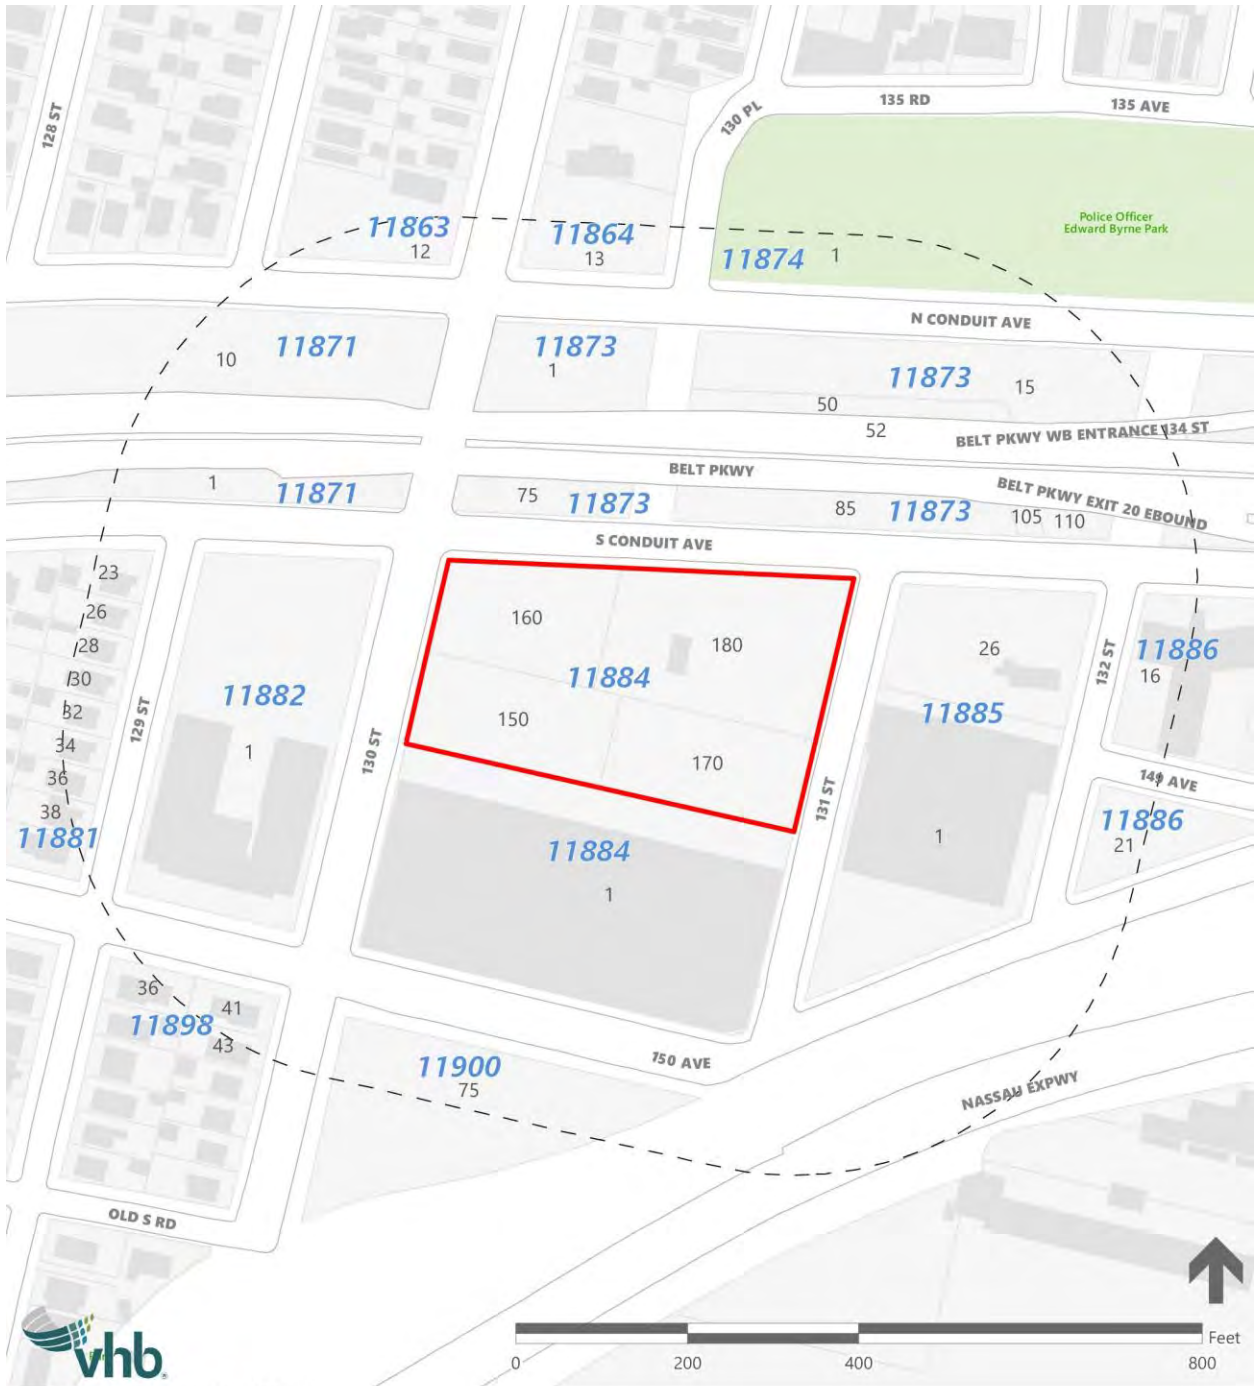 128 ST
130 PL
135 RD
135 AVE
Police Officer
Edward Byrne Park
11863
12
11864
13
11874
1
N CONDUIT AVE
11871
10
11873
1
11873
15
50
52
BELT PKWY WB ENTRANCE 134 ST
BELT PKWY
1
11871
75
11873
85
11873
105
110
BELT PKWY EXIT 20 EBOUND
S CONDUIT AVE
23
26
28
30
32
34
36
38
11881
129 ST
11882
1
130 ST
160
180
11884
150
170
131 ST
26
11885
1
132 ST
11886
16
149 AVE
11886
21
11884
1
36
41
11898
43
11900
75
150 AVE
NASSAU EXPWY
OLD S RD
vhb
Feet
0
200
400
800